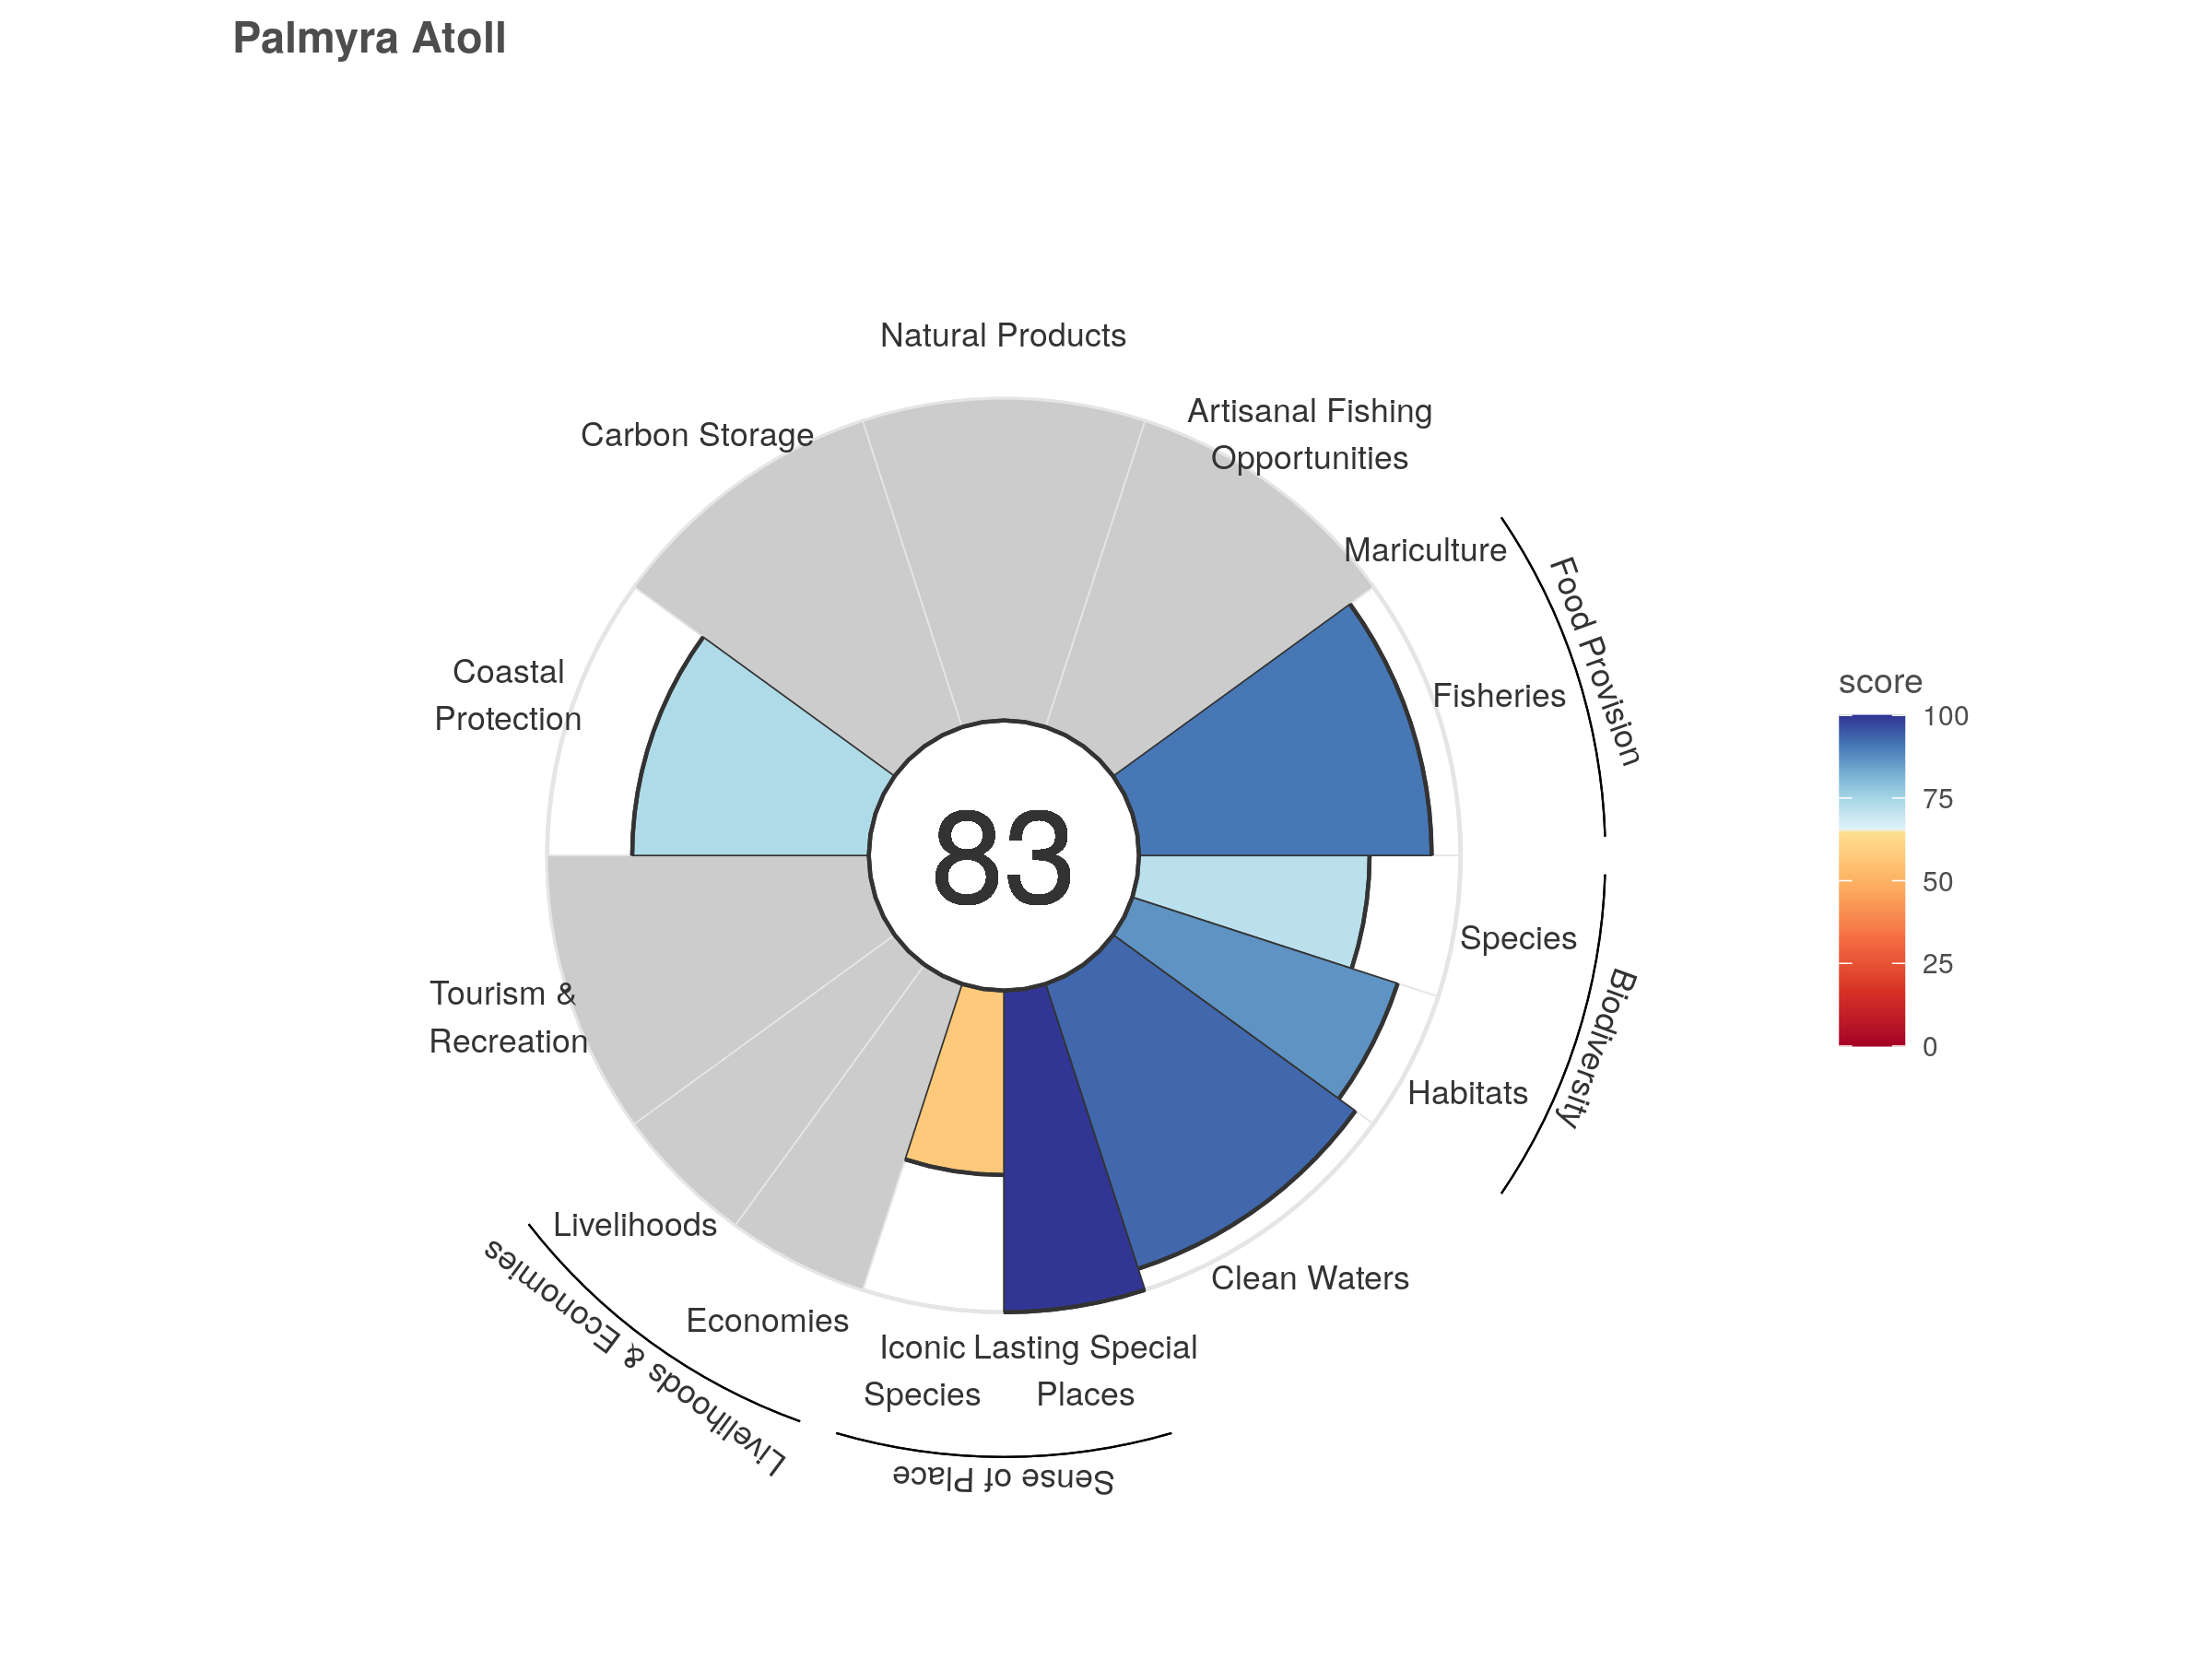 Palmyra Atoll
Natural Products
Artisanal Fishing
Opportunities
Carbon Storage
Mariculture
Food Provision
Fisheries
Coastal
Protection
score
100
75
50
25
0
83
Species
Biodiversity
Habitats
Tourism &
Recreation
Livelihoods
Livelihoods & Economies
Economies
Clean Waters
Iconic
Species
Lasting Special
Places
Sense of Place